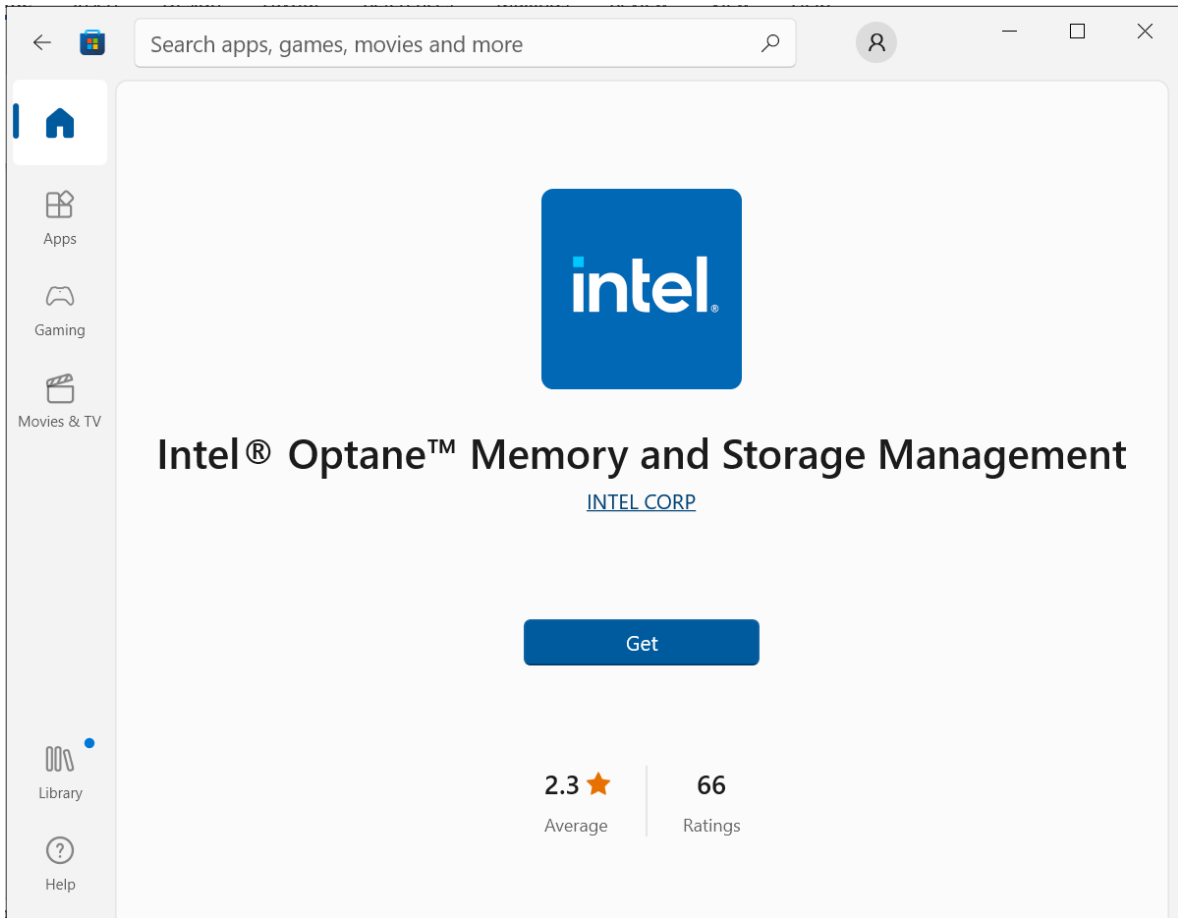 Search apps, games, movies and more
Apps
Gaming
Movies & TV
intel®
Intel® Optane™ Memory and Storage Management
INTEL CORP
Get
2.3
Average
66
Ratings
Library
?
Help